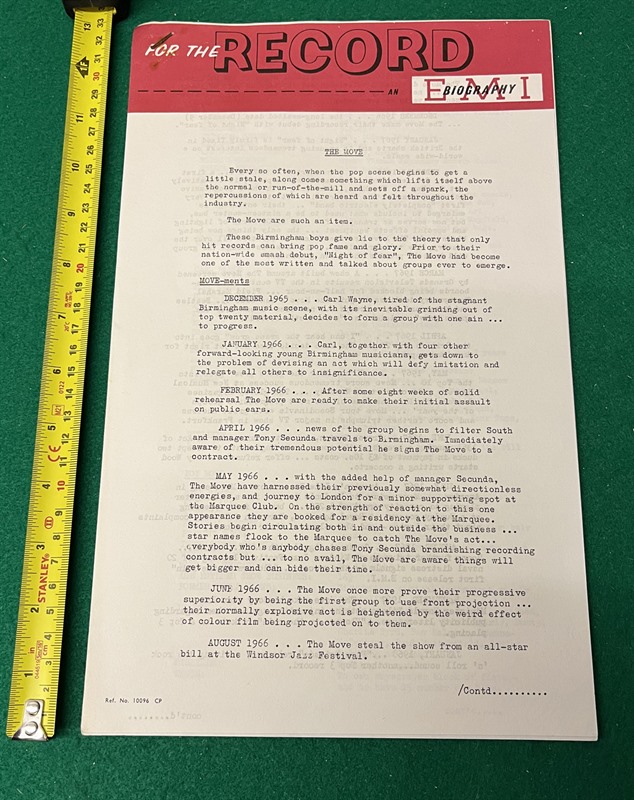 FOR THE RECORD
AN EMI BIOGRAPHY
THE MOVE
Every so often, when the pop scene begins to get a
little stale, along comes something which lifts itself above
the normal or run-of-the-mill and sets off a spark, the
repercussions of which are heard and felt throughout the
industry.
The Move are such an item.
These Birmingham boys give lie to the theory that only
hit records can bring pop fame and glory. Prior to their
nation-wide smash debut, "Night of fear", The Move had become
one of the most written and talked about groups ever to emerge.
MOVE-ments
DECEMBER 1965 . . . Carl Wayne, tired of the stagnant
Birmingham music scene, with its inevitable grinding out of
top twenty material, decides to form a group with one aim ...
to progress.
JANUARY 1966 . . . Carl, together with four other
forward-looking young Birmingham musicians, gets down to
the problem of devising an act which will defy imitation and
relegate all others to insignificance.
FEBRUARY 1966 . . . After some eight weeks of solid
rehearsal The Move are ready to make their initial assault
on public ears.
APRIL 1966 . . . news of the group begins to filter South
and manager Tony Secunda travels to Birmingham. Immediately
aware of their tremendous potential he signs The Move to a
contract.
MAY 1966 . . . with the added help of manager Secunda,
The Move have harnessed their previously somewhat directionless
energies, and journey to London for a minor supporting spot at
the Marquee Club. On the strength of reaction to this one
appearance they are booked for a residency at the Marquee.
Stories begin circulating both in and outside the business ...
star names flock to the Marquee to catch The Move's act...
everybody who's anybody chases Tony Secunda brandishing recording
contracts but ... to no avail, The Move are aware things will
get bigger and can bide their time.
JUNE 1966 . . . The Move once more prove their progressive
superiority by being the first group to use front projection ...
their normally explosive act is heightened by the weird effect
of colour film being projected on to them.
AUGUST 1966 . . . The Move steal the show from an all-star
bill at the Windsor Jazz Festival.
/Contd..........
Ref. No. 10096 CP
STANLEY